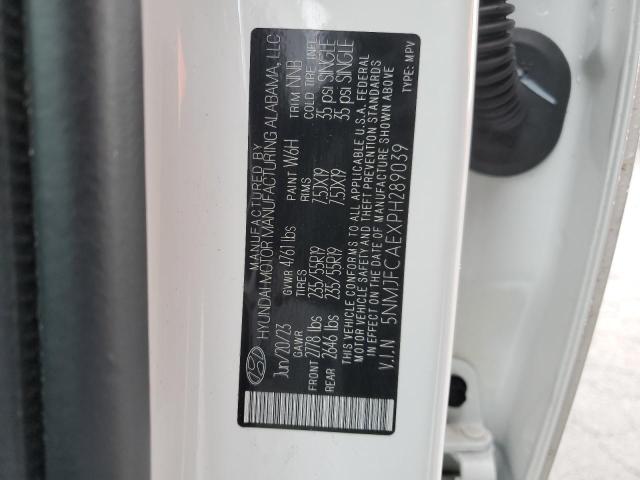 MANUFACTURED BY
HYUNDAI MOTOR MANUFACTURING ALABAMA, LLC
Jun/20/23 GVWR 4761 lbs PAINT W6H TRIM NNB
GAWR TIRES RIMS COLD TIRE INFL
FRONT 2778 lbs 235/55R19 7.5JX19 35 psi SINGLE
REAR 2646 lbs 235/55R19 7.5JX19 35 psi SINGLE
THIS VEHICLE CONFORMS TO ALL APPLICABLE U.S.A. FEDERAL
MOTOR VEHICLE SAFETY AND THEFT PREVENTION STANDARDS
IN EFFECT ON THE DATE OF MANUFACTURE SHOWN ABOVE
V.I.N 5NMJFCAEXPH289039 TYPE: MPV